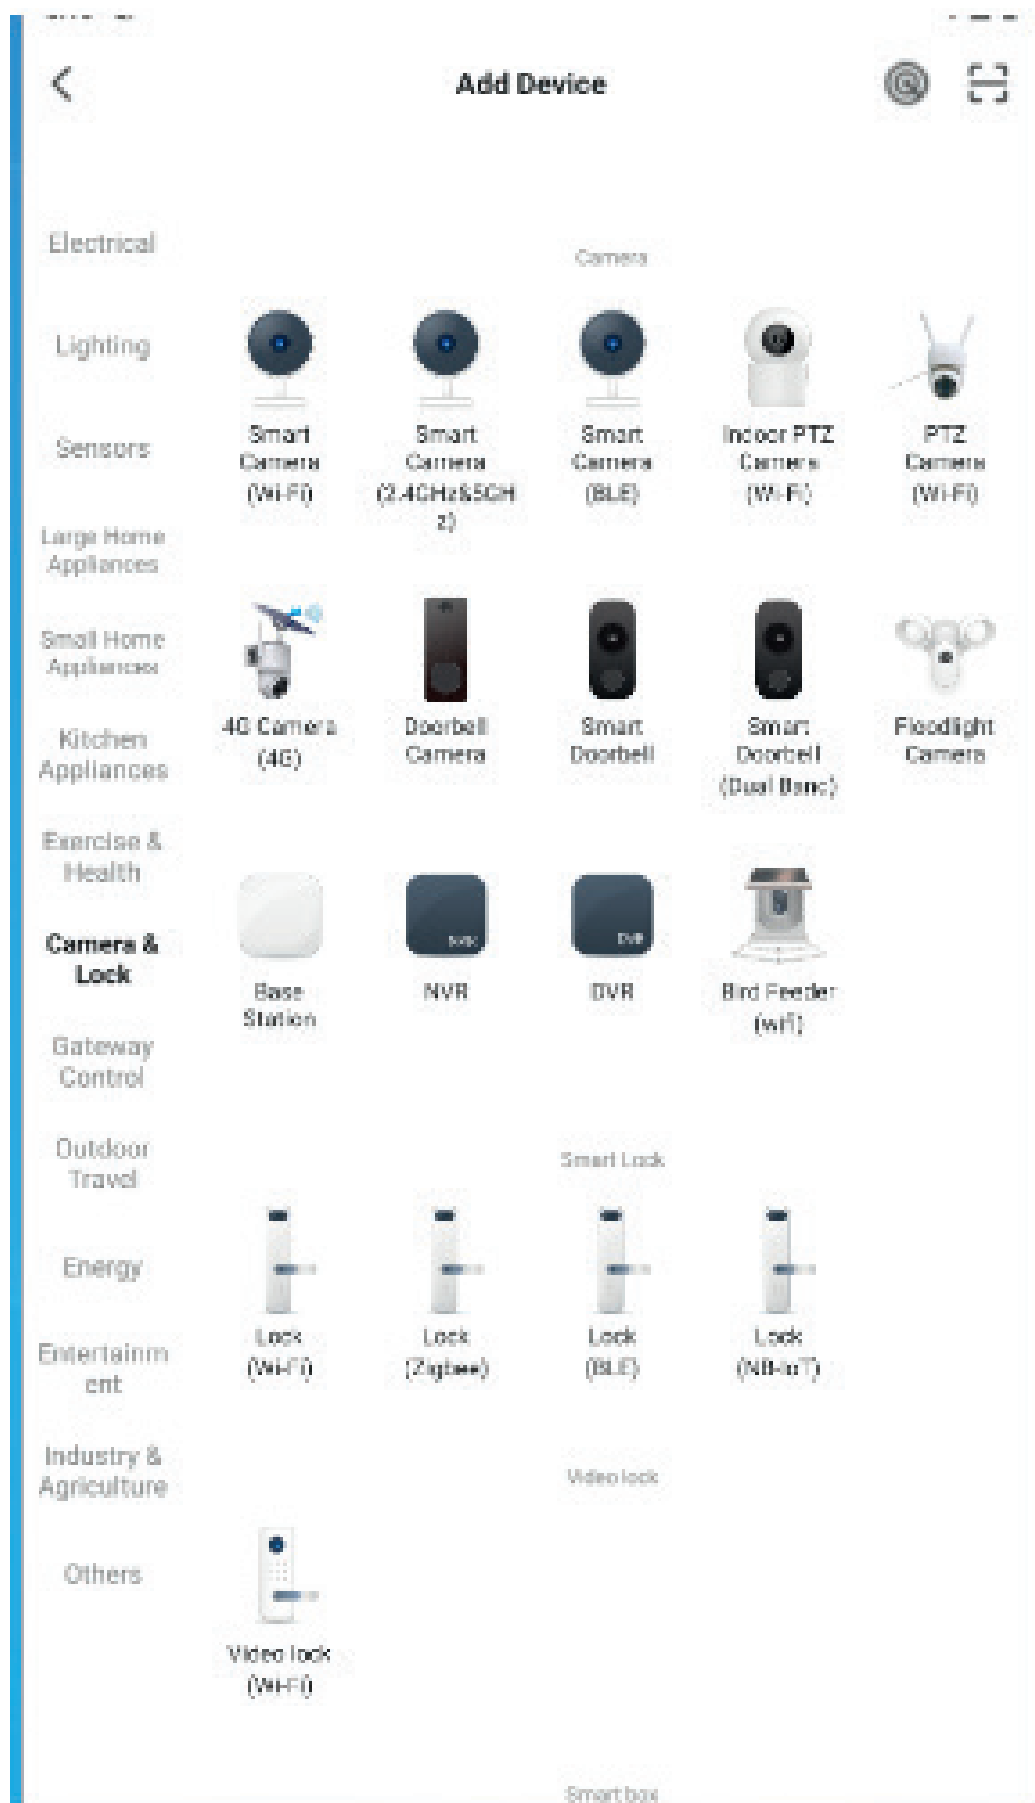 Add Device
Electrical
Lighting
Sensors
Large Home
Appliances
Small Home
Appliances
Kitchen
Appliances
Exercise &
Health
Camera &
Lock
Gateway
Control
Outdoor
Travel
Energy
Entertainm
ent
Industry &
Agriculture
Others
Camera
Smart
Camera
(Wi-Fi)
Smart
Camera
(2.4GHz&5GH
z)
Smart
Camera
(BLE)
Indoor PTZ
Camera
(Wi-Fi)
PTZ
Camera
(Wi-Fi)
4G Camera
(4G)
Doorbell
Camera
Smart
Doorbell
Smart
Doorbell
(Dual Band)
Floodlight
Camera
Base
Station
NVR
NVR
DVR
DVR
Bird Feeder
(wifi)
Smart Lock
Lock
(Wi-Fi)
Lock
(Zigbee)
Lock
(BLE)
Lock
(NB-IoT)
Video lock
Video lock
(Wi-Fi)
Smart box